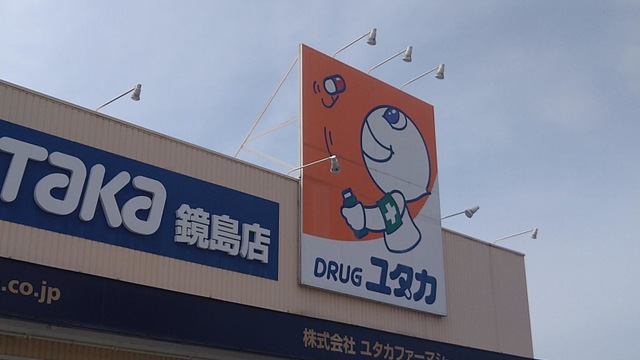 Taka 鏡島店
DRUG ユタカ
.co.jp
株式会社 ユタカファーマシ